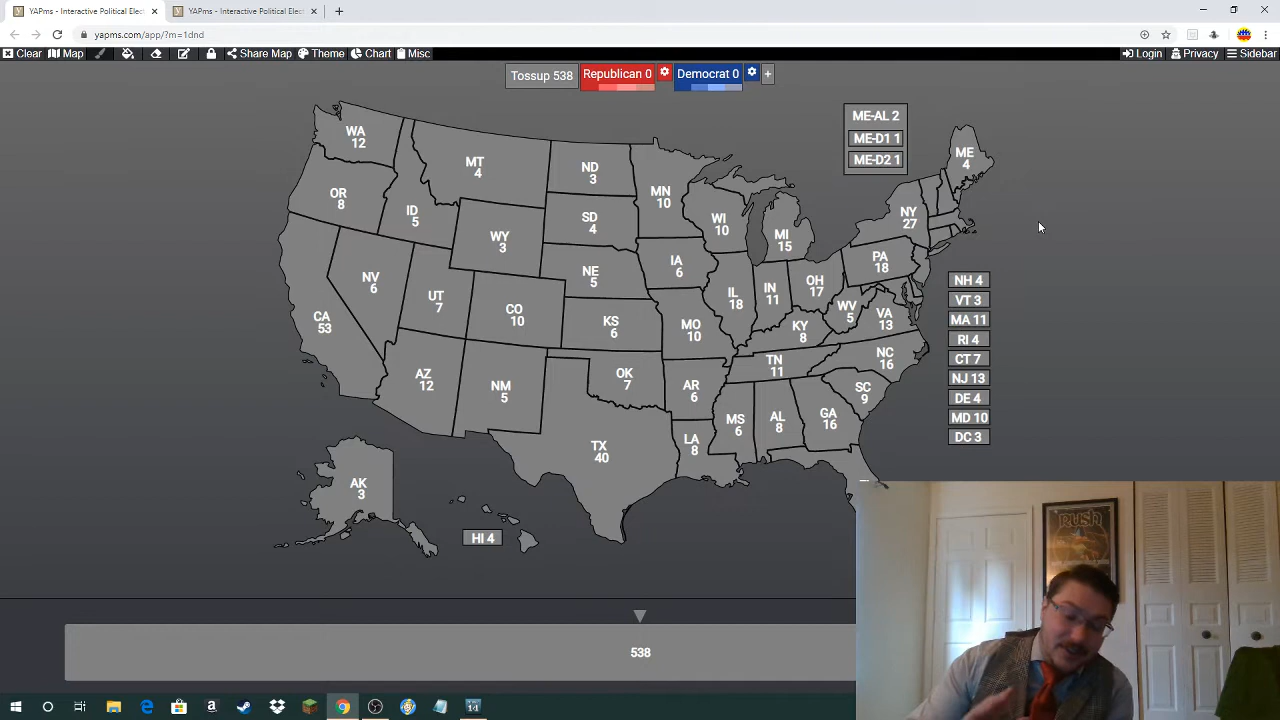 YAPms - Interactive Political Elec
YAPms - Interactive Political Elec
yapms.com/app/?m=1dnd
Clear
Map
Share Map
Theme
Chart
Misc
Login
Privacy
Sidebar
Tossup 538
Republican 0
Democrat 0
+
WA
12
OR
8
CA
53
NV
6
ID
5
MT
4
WY
3
UT
7
AZ
12
CO
10
NM
5
ND
3
SD
4
NE
5
KS
6
OK
7
TX
40
MN
10
IA
6
MO
10
AR
6
LA
8
WI
10
IL
18
MI
15
IN
11
OH
17
KY
8
TN
11
MS
6
AL
8
GA
16
SC
9
NC
16
VA
13
WV
5
PA
18
NY
27
ME
4
ME-AL 2
ME-D1 1
ME-D2 1
NH 4
VT 3
MA 11
RI 4
CT 7
NJ 13
DE 4
MD 10
DC 3
AK
3
HI 4
538
RUSH
14